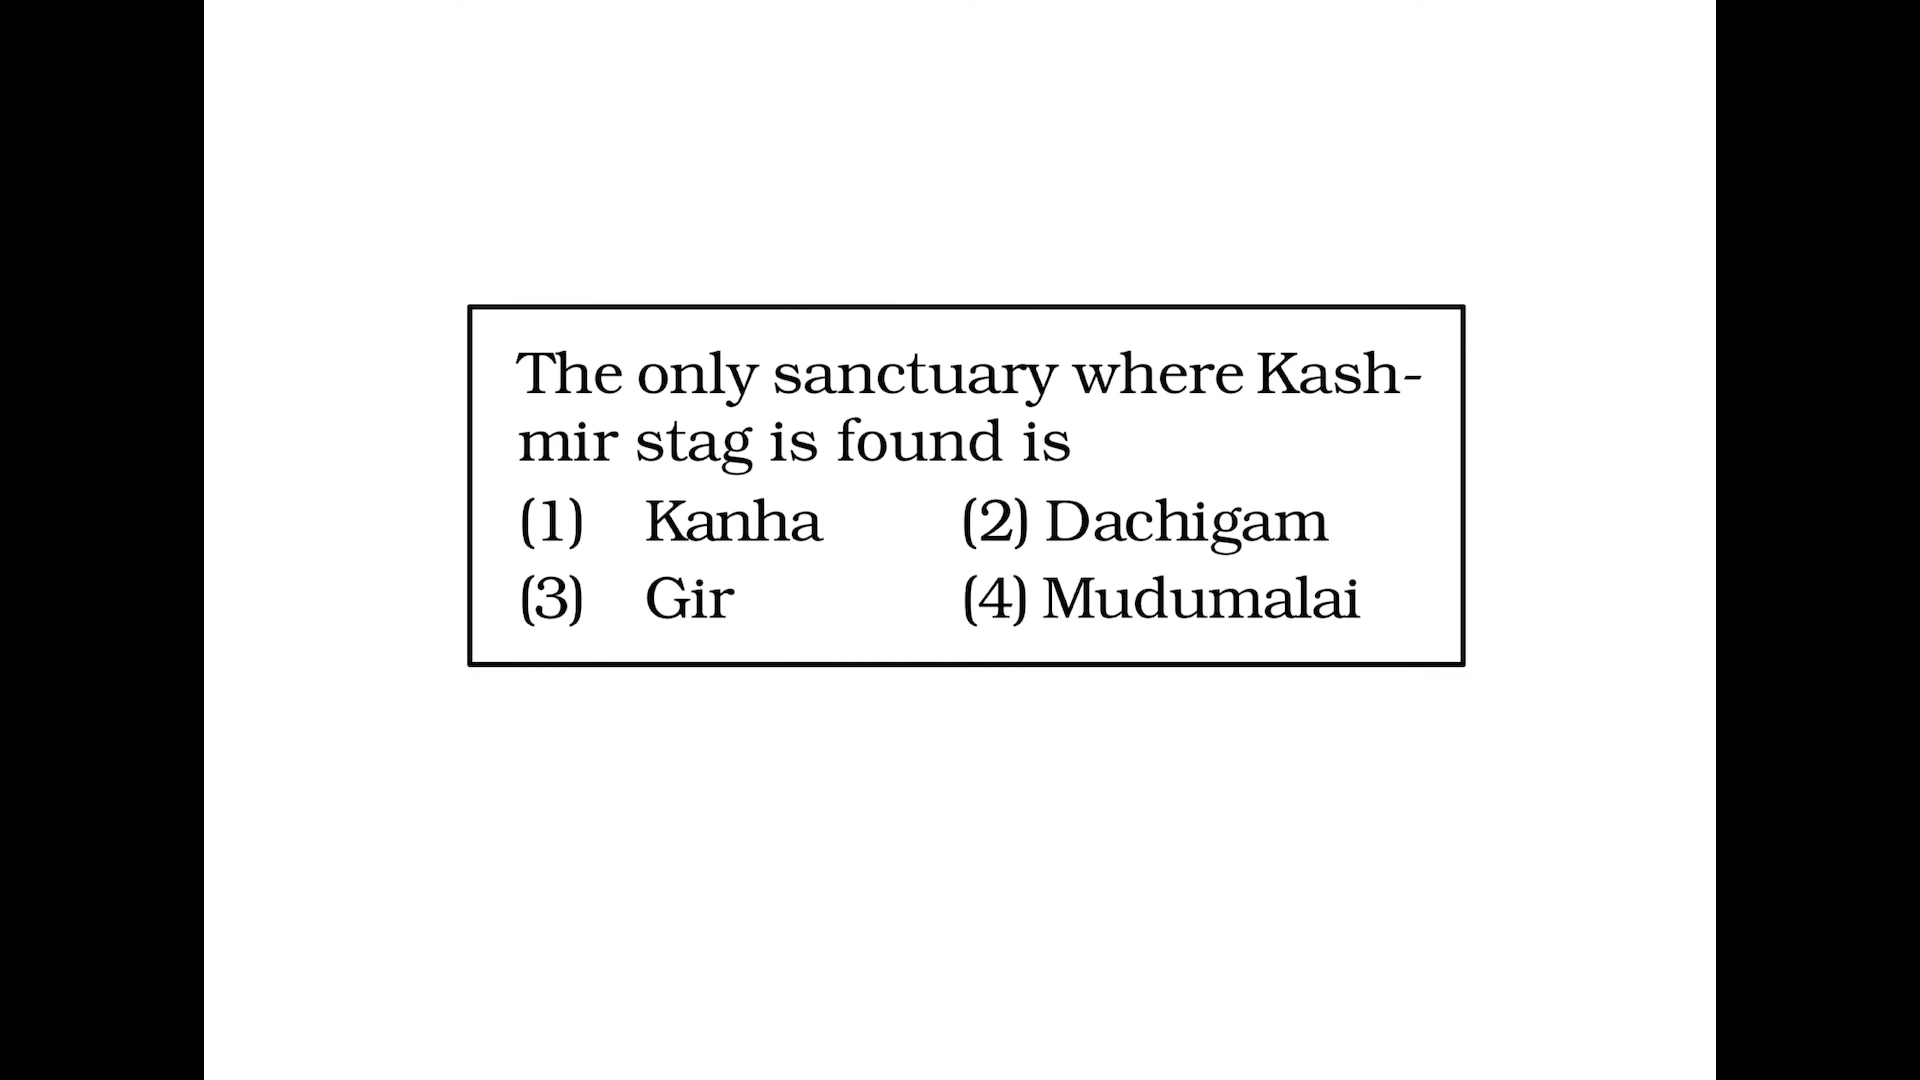 The only sanctuary where Kash-
mir stag is found is
(1) Kanha (2) Dachigam
(3) Gir (4) Mudumalai